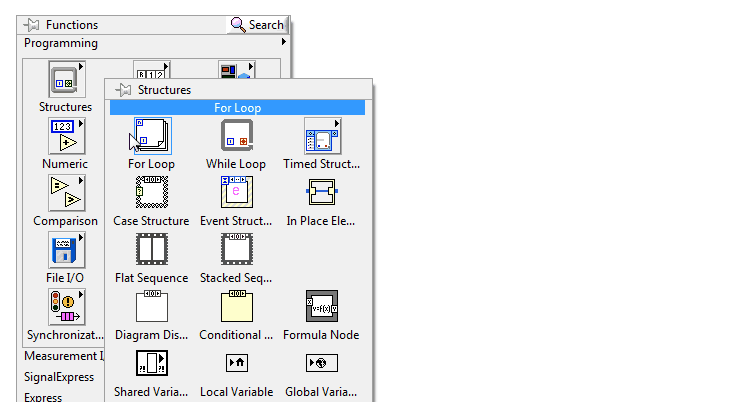 Functions
Search
Programming
Structures
Numeric
123
Comparison
File I/O
Synchronizat...
Measurement I
SignalExpress
Express
Structures
For Loop
For Loop
While Loop
Timed Struct...
Case Structure
Event Struct...
In Place Ele...
Flat Sequence
Stacked Seq...
Diagram Dis...
Conditional ...
Formula Node
Shared Varia...
Local Variable
Global Varia...